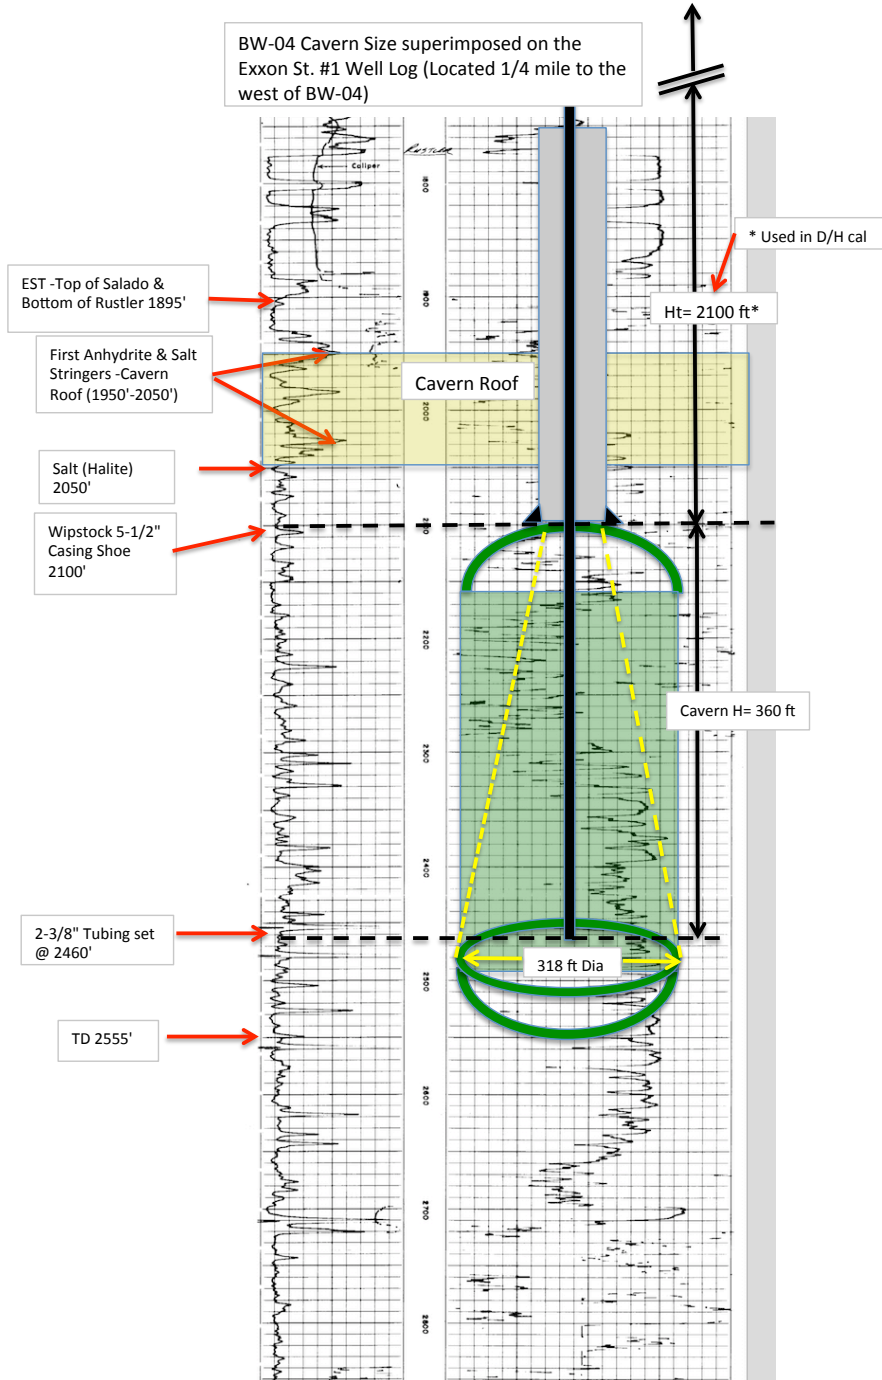 BW-04 Cavern Size superimposed on the
Exxon St. #1 Well Log (Located 1/4 mile to the
west of BW-04)
Rustler
Caliper
1800
* Used in D/H cal
EST -Top of Salado &
Bottom of Rustler 1895'
1900
Ht= 2100 ft*
First Anhydrite & Salt
Stringers -Cavern
Roof (1950'-2050')
Cavern Roof
2000
Salt (Halite)
2050'
Wipstock 5-1/2"
Casing Shoe
2100'
2100
2200
Cavern H= 360 ft
2300
2400
2-3/8" Tubing set
@ 2460'
318 ft Dia
2500
TD 2555'
2600
2700
2800